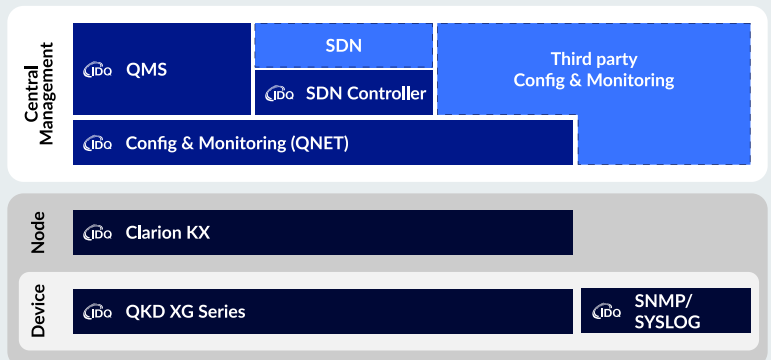 Central
Management
IDQ QMS
SDN
IDQ SDN Controller
Third party
Config & Monitoring
IDQ Config & Monitoring (QNET)
Node
IDQ Clarion KX
Device
IDQ QKD XG Series
IDQ SNMP/
SYSLOG